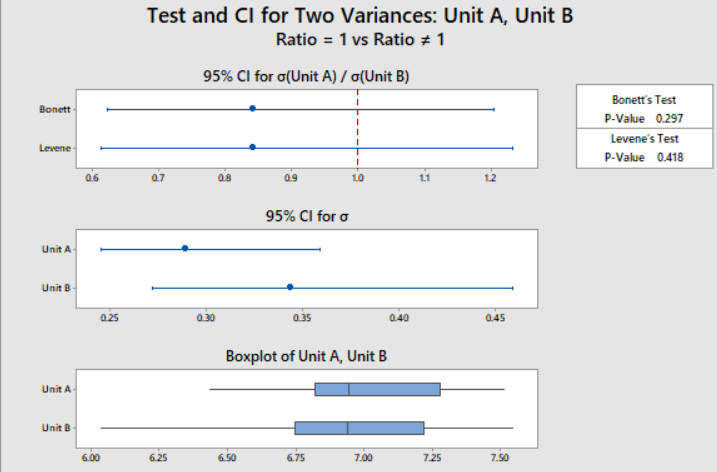 Test and CI for Two Variances: Unit A, Unit B
Ratio = 1 vs Ratio ≠ 1
95% CI for σ(Unit A) / σ(Unit B)
Bonett
Levene
0.6 0.7 0.8 0.9 1.0 1.1 1.2
Bonett's Test
P-Value 0.297
Levene's Test
P-Value 0.418
95% CI for σ
Unit A
Unit B
0.25 0.30 0.35 0.40 0.45
Boxplot of Unit A, Unit B
Unit A
Unit B
6.00 6.25 6.50 6.75 7.00 7.25 7.50